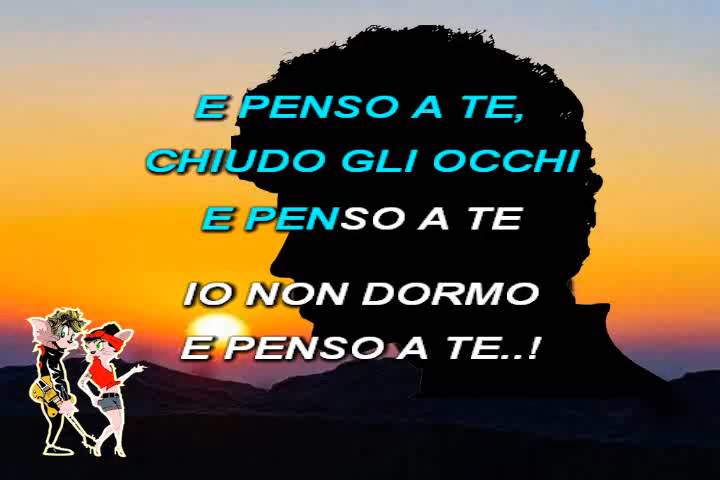 E PENSO A TE,
CHIUDO GLI OCCHI
E PENSO A TE
IO NON DORMO
E PENSO A TE..!